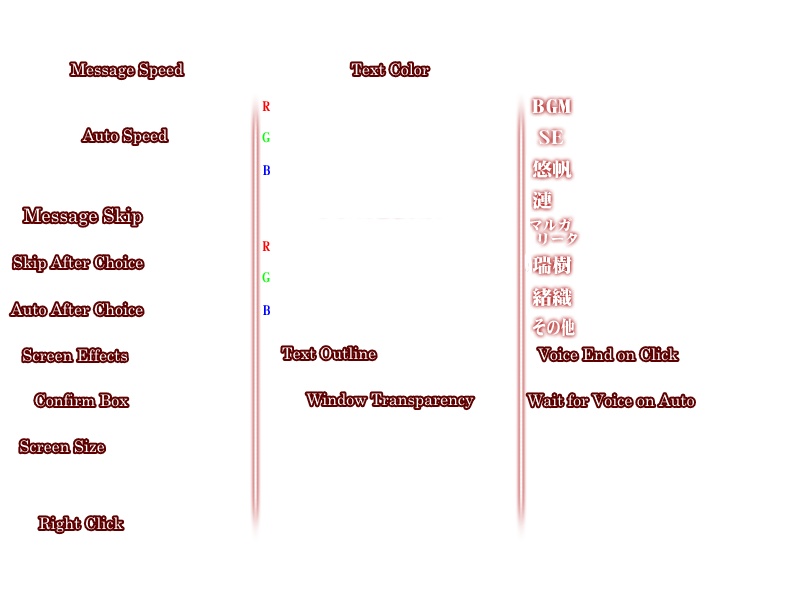 Message Speed
Auto Speed
Message Skip
Skip After Choice
Auto After Choice
Screen Effects
Confirm Box
Screen Size
Right Click
Text Color
R
G
B
R
G
B
Text Outline
Window Transparency
BGM
SE
悠帆
漣
マルガ
リータ
瑞樹
緒織
その他
Voice End on Click
Wait for Voice on Auto